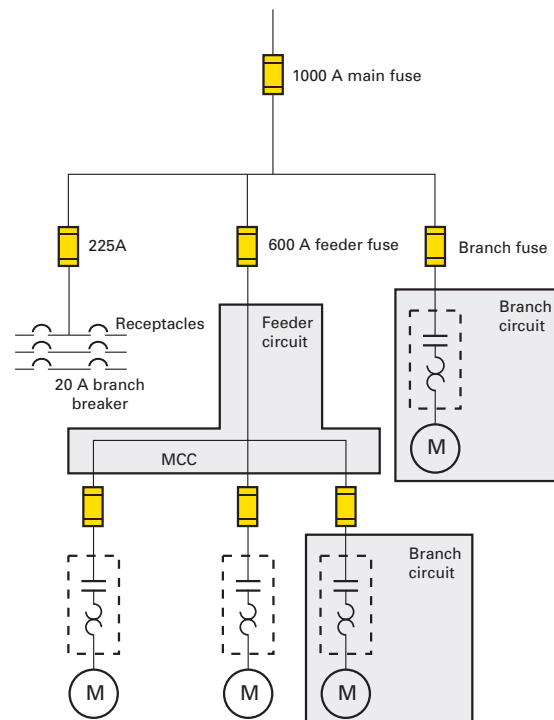 1000 A main fuse
225A
600 A feeder fuse
Branch fuse
Receptacles
20 A branch
breaker
Feeder
circuit
Branch
circuit
M
MCC
Branch
circuit
M
M
M